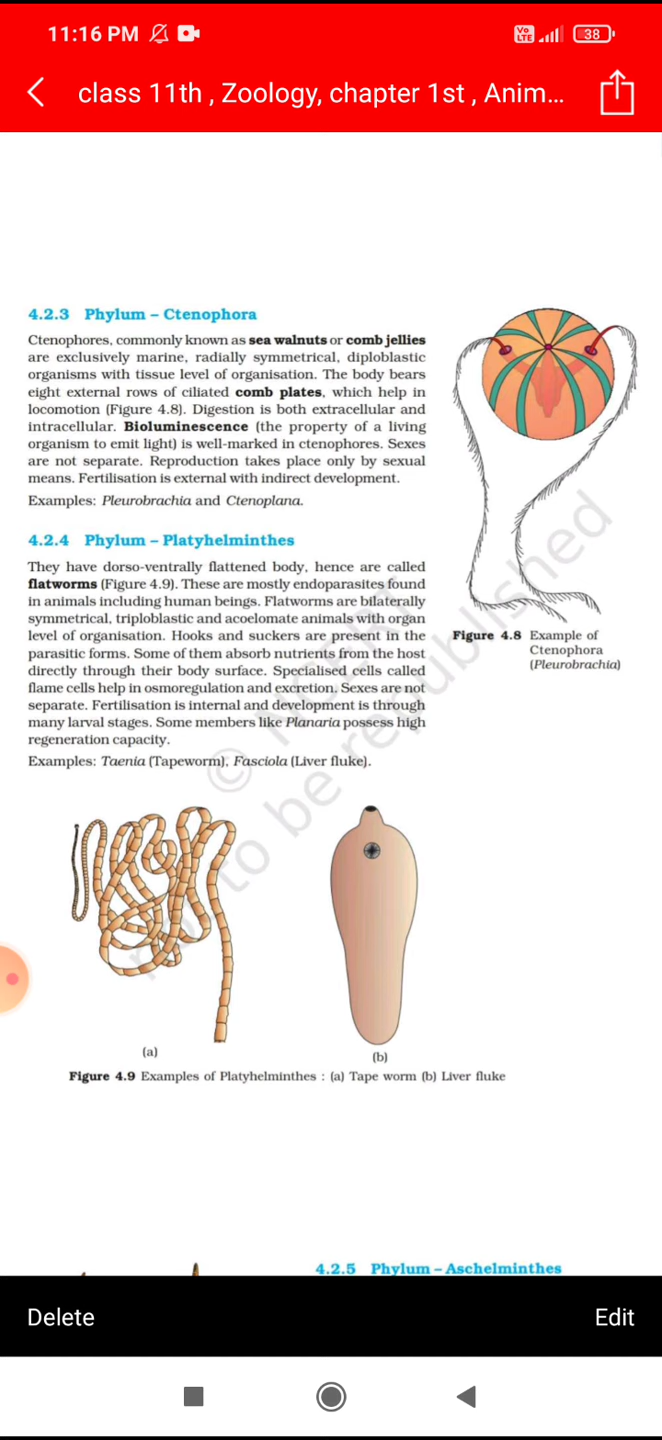 11:16 PM
Vo LTE 38
class 11th , Zoology, chapter 1st , Anim...
4.2.3 Phylum – Ctenophora
Ctenophores, commonly known as sea walnuts or comb jellies
are exclusively marine, radially symmetrical, diploblastic
organisms with tissue level of organisation. The body bears
eight external rows of ciliated comb plates, which help in
locomotion (Figure 4.8). Digestion is both extracellular and
intracellular. Bioluminescence (the property of a living
organism to emit light) is well-marked in ctenophores. Sexes
are not separate. Reproduction takes place only by sexual
means. Fertilisation is external with indirect development.
Examples: Pleurobrachia and Ctenoplana.
4.2.4 Phylum – Platyhelminthes
They have dorso-ventrally flattened body, hence are called
flatworms (Figure 4.9). These are mostly endoparasites found
in animals including human beings. Flatworms are bilaterally
symmetrical, triploblastic and acoelomate animals with organ
level of organisation. Hooks and suckers are present in the
parasitic forms. Some of them absorb nutrients from the host
directly through their body surface. Specialised cells called
flame cells help in osmoregulation and excretion. Sexes are not
separate. Fertilisation is internal and development is through
many larval stages. Some members like Planaria possess high
regeneration capacity.
Examples: Taenia (Tapeworm), Fasciola (Liver fluke).
Figure 4.8 Example of
Ctenophora
(Pleurobrachia)
© NCERT
not to be republished
(a)
(b)
Figure 4.9 Examples of Platyhelminthes : (a) Tape worm (b) Liver fluke
4.2.5 Phylum – Aschelminthes
Delete
Edit